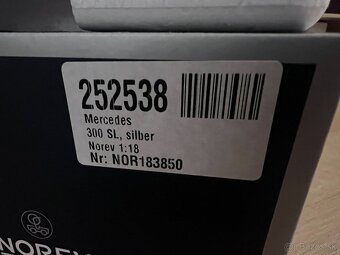 252538
Mercedes
300 SL, silber
Norev 1:18
Nr: NOR183850
NOREV